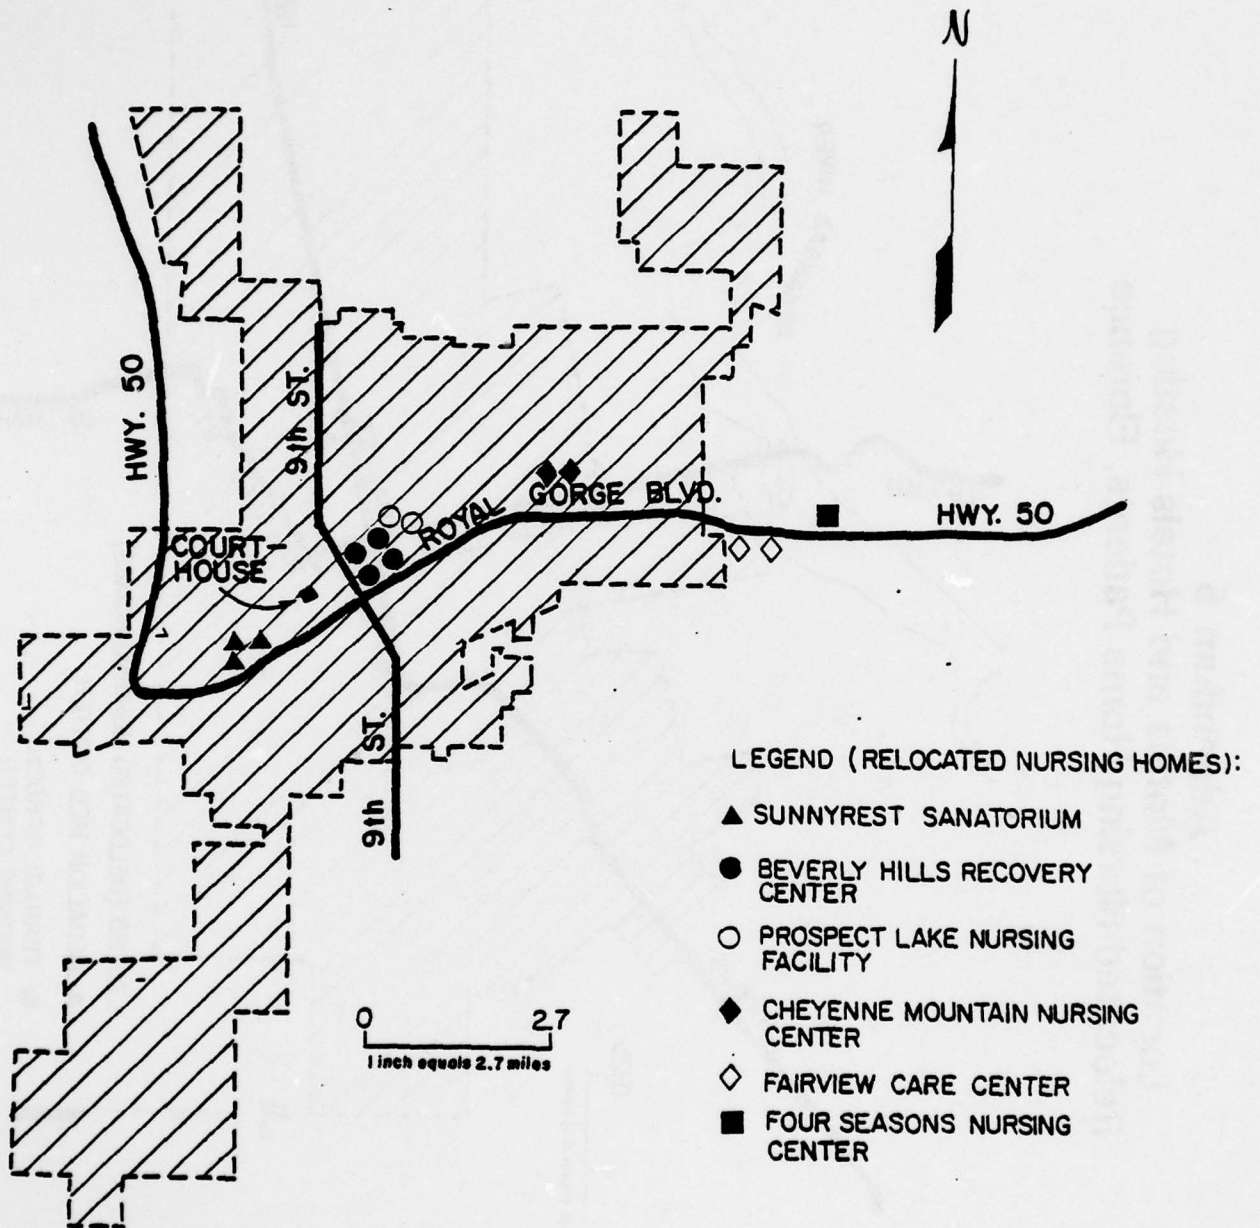 N
HWY. 50
9th ST.
ROYAL
GORGE BLVD.
HWY. 50
COURT-
HOUSE
9th ST.
LEGEND (RELOCATED NURSING HOMES):
SUNNYREST SANATORIUM
BEVERLY HILLS RECOVERY
CENTER
PROSPECT LAKE NURSING
FACILITY
CHEYENNE MOUNTAIN NURSING
CENTER
FAIRVIEW CARE CENTER
FOUR SEASONS NURSING
CENTER
0 2.7
1 inch equals 2.7 miles